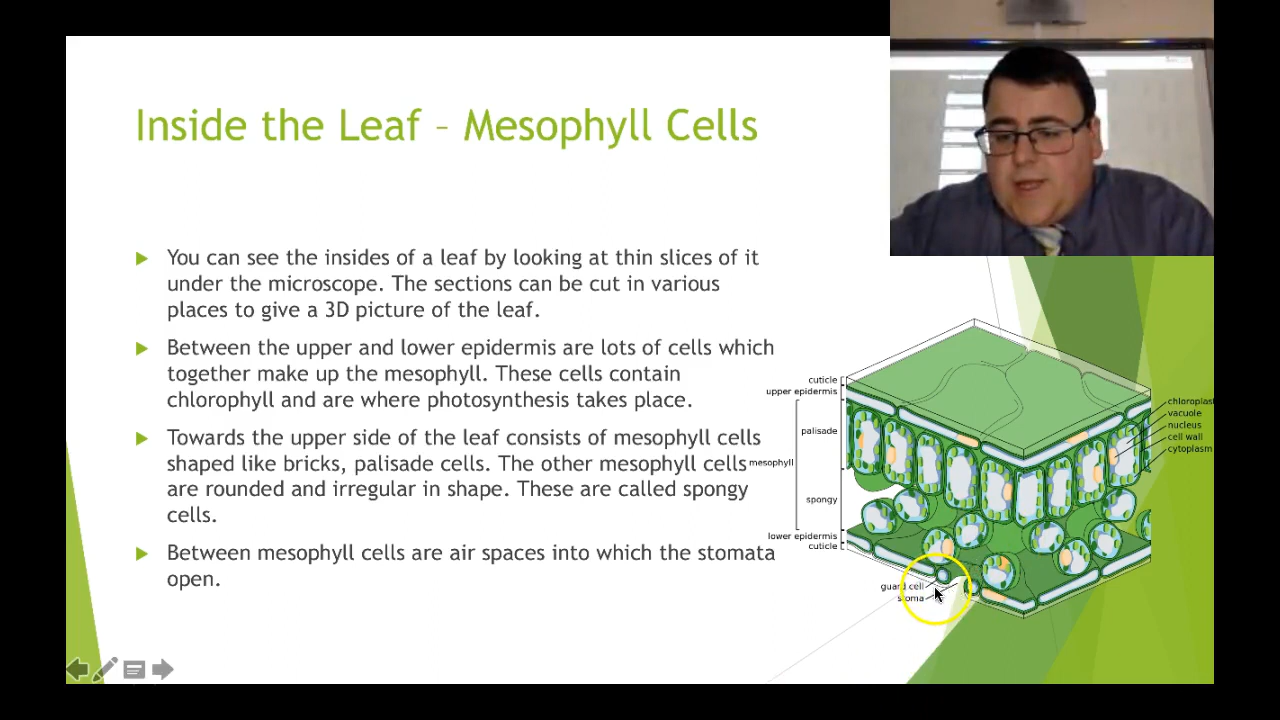 Inside the Leaf – Mesophyll Cells
You can see the insides of a leaf by looking at thin slices of it
under the microscope. The sections can be cut in various
places to give a 3D picture of the leaf.
Between the upper and lower epidermis are lots of cells which
together make up the mesophyll. These cells contain
chlorophyll and are where photosynthesis takes place.
Towards the upper side of the leaf consists of mesophyll cells
shaped like bricks, palisade cells. The other mesophyll cells
are rounded and irregular in shape. These are called spongy
cells.
Between mesophyll cells are air spaces into which the stomata
open.
cuticle
upper epidermis
palisade
mesophyll
spongy
lower epidermis
cuticle
guard cell
stoma
chloroplast
vacuole
nucleus
cell wall
cytoplasm